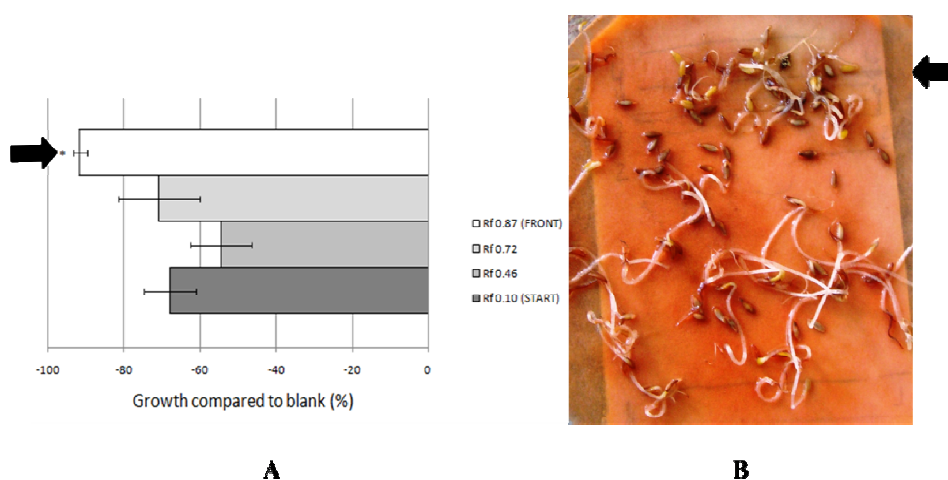 *
Rf 0.87 (FRONT)
Rf 0.72
Rf 0.46
Rf 0.10 (START)
-100 -80 -60 -40 -20 0
Growth compared to blank (%)
A B